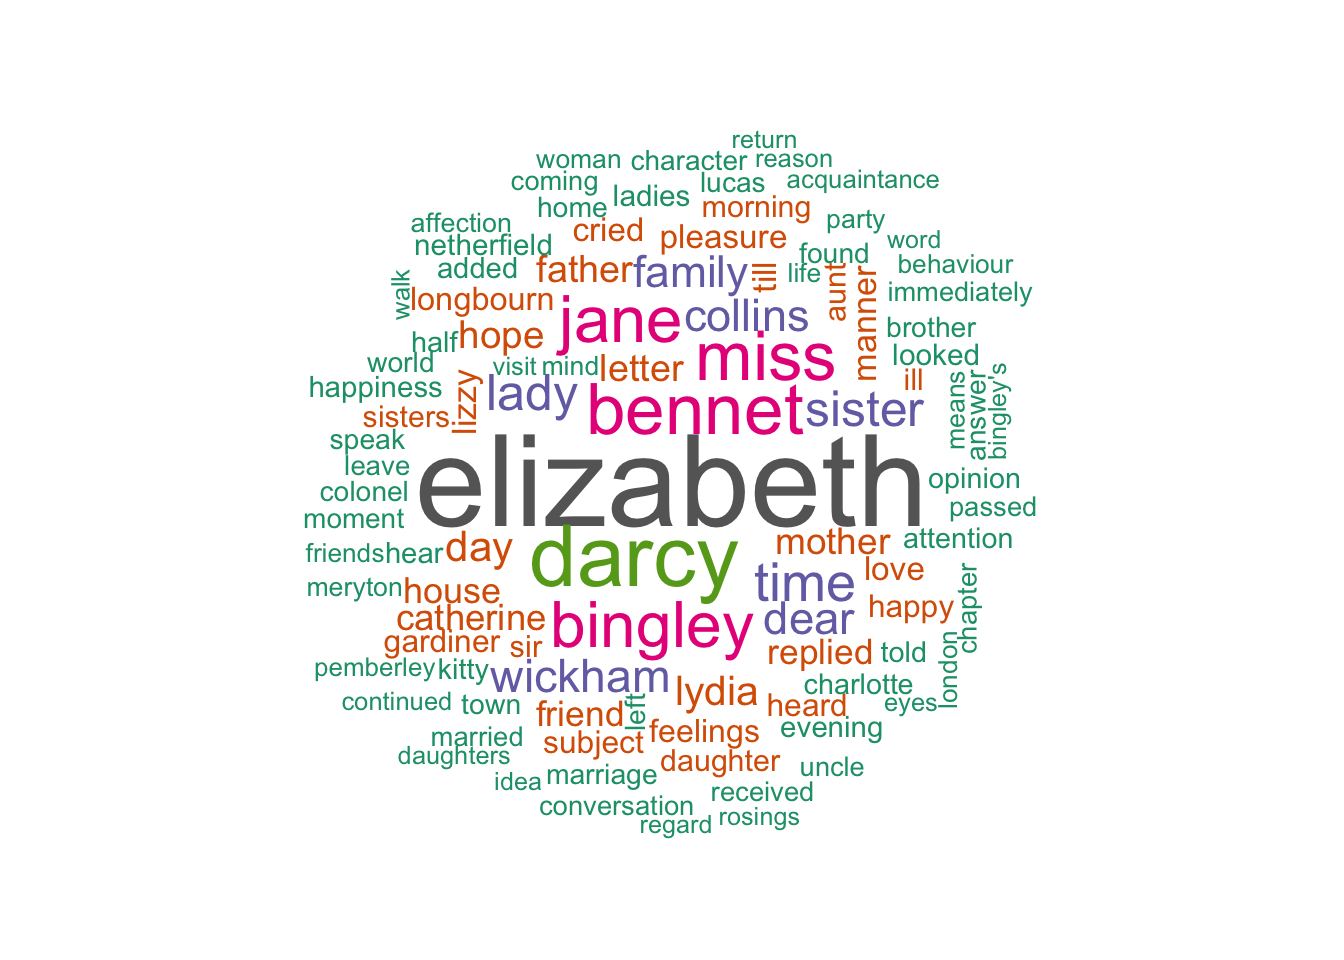 return
woman character reason
coming ladies lucas acquaintance
home morning
affection cried pleasure party
netherfield found word
added father family till life aunt behaviour
walk longbourn jane collins manner immediately
half hope miss brother
world visit mind letter looked
happiness lizzy lady bennet sister ill means answer bingley's
sisters
speak elizabeth
leave opinion
colonel passed
moment darcy mother attention
friends hear day time love
meryton house dear happy chapter
catherine bingley
gardiner sir replied told london
pemberley kitty wickham lydia charlotte
continued town friend left heard eyes
married subject feelings evening
daughters daughter uncle
idea marriage received
conversation rosings
regard